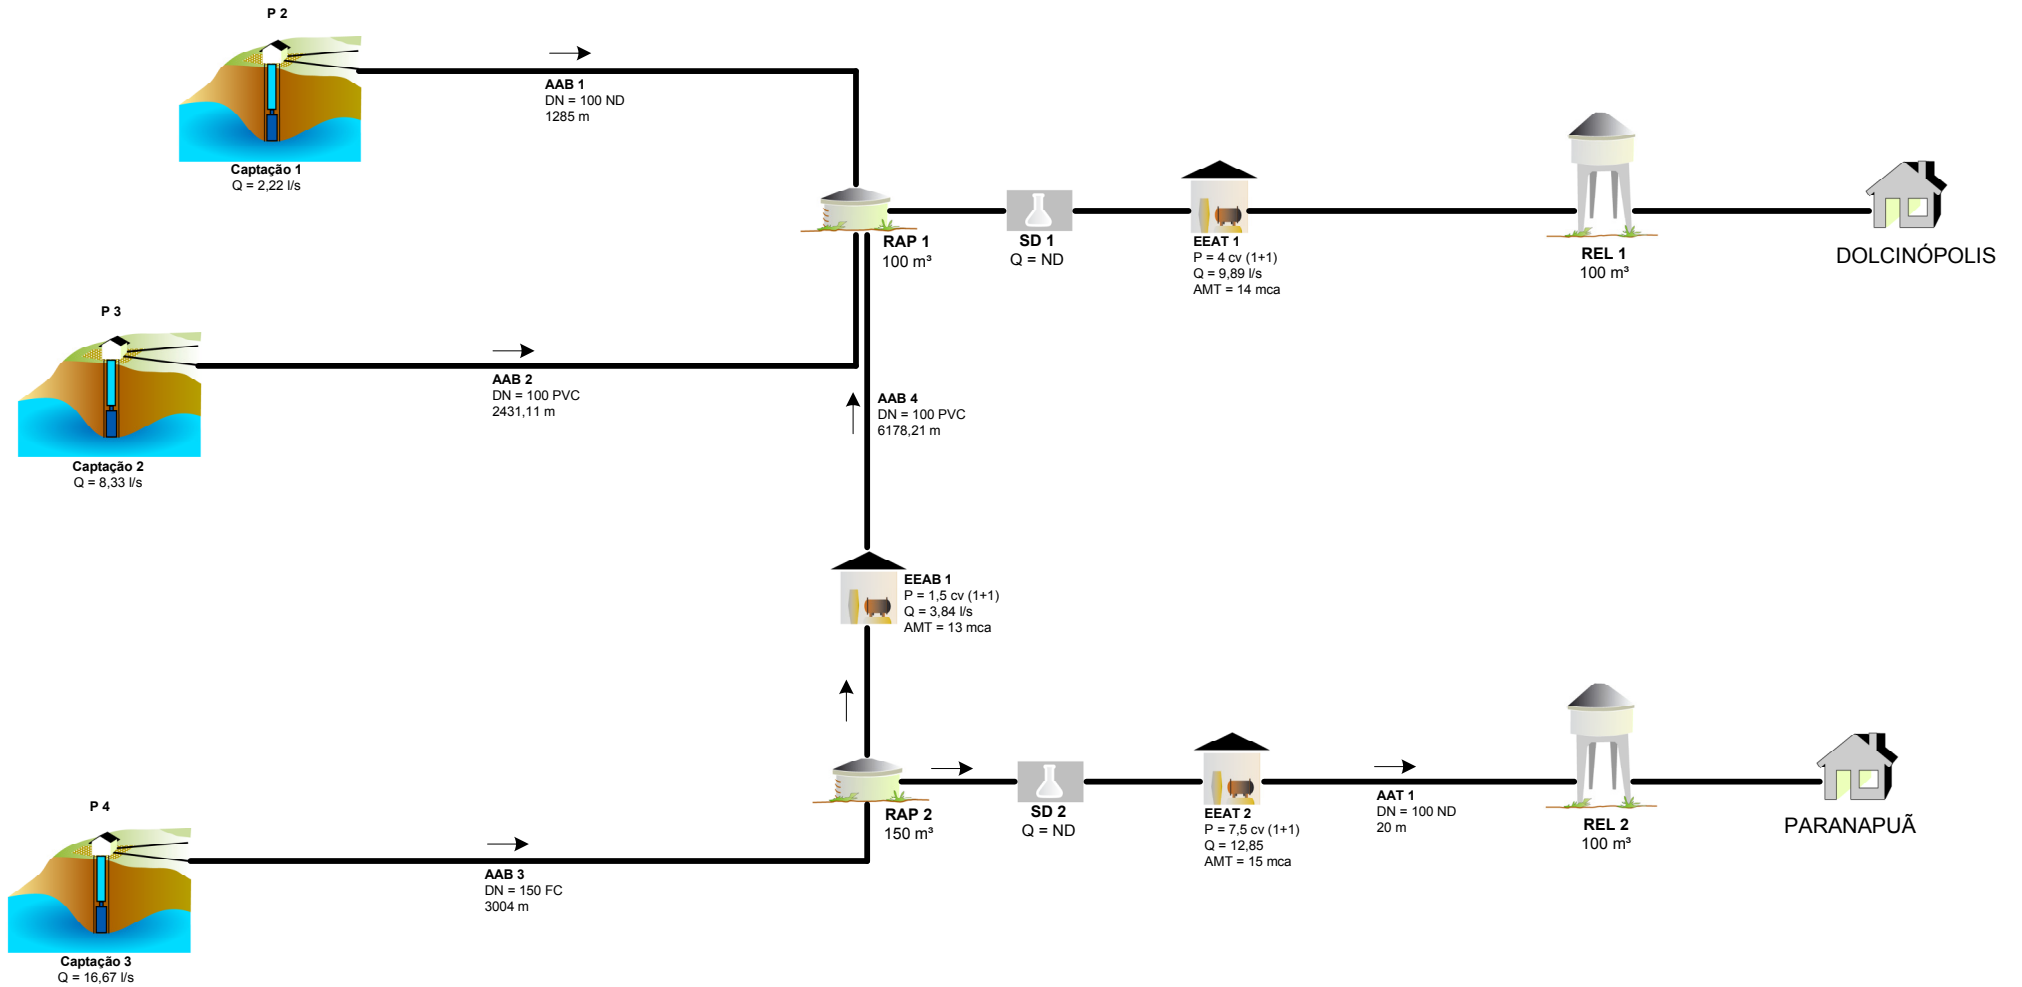 P 2
AAB 1
DN = 100 ND
1285 m
Captação 1
Q = 2,22 l/s
RAP 1
100 m³
SD 1
Q = ND
EEAT 1
P = 4 cv (1+1)
Q = 9,89 l/s
AMT = 14 mca
REL 1
100 m³
DOLCINÓPOLIS
P 3
AAB 2
DN = 100 PVC
2431,11 m
Captação 2
Q = 8,33 l/s
AAB 4
DN = 100 PVC
6178,21 m
EEAB 1
P = 1,5 cv (1+1)
Q = 3,84 l/s
AMT = 13 mca
RAP 2
150 m³
SD 2
Q = ND
EEAT 2
P = 7,5 cv (1+1)
Q = 12,85
AMT = 15 mca
AAT 1
DN = 100 ND
20 m
REL 2
100 m³
PARANAPUÃ
P 4
AAB 3
DN = 150 FC
3004 m
Captação 3
Q = 16,67 l/s